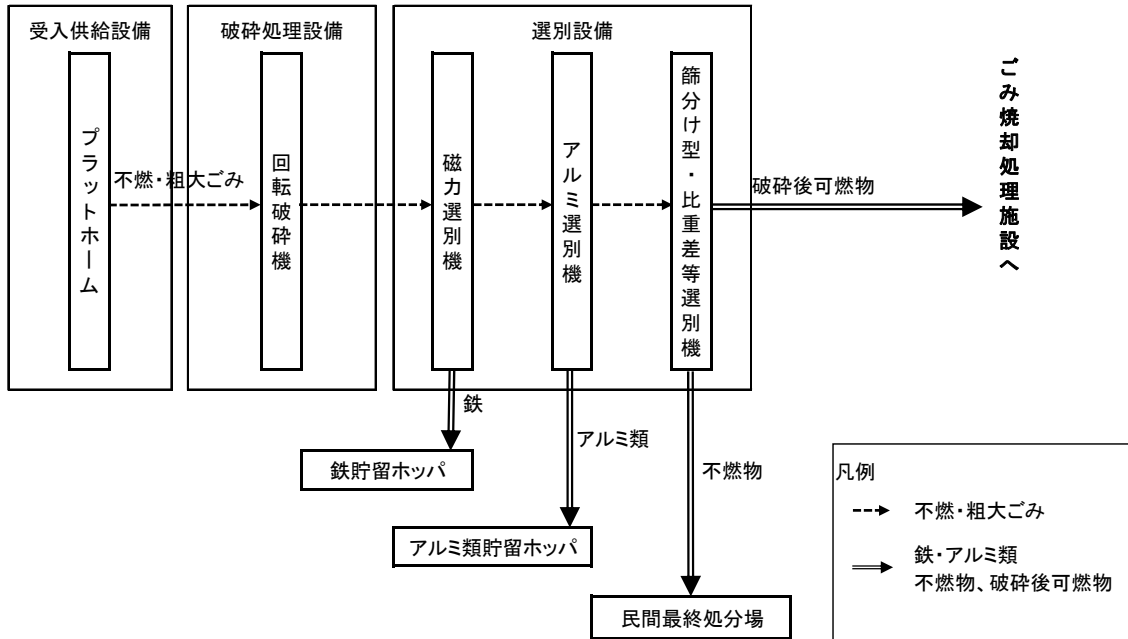 受入供給設備
破砕処理設備
選別設備
プラットホーム
不燃・粗大ごみ
回転破砕機
磁力選別機
アルミ選別機
篩分け型・比重差等選別機
破砕後可燃物
ごみ焼却処理施設へ
鉄
アルミ類
不燃物
鉄貯留ホッパ
アルミ類貯留ホッパ
民間最終処分場
凡例
不燃・粗大ごみ
鉄・アルミ類
不燃物、破砕後可燃物